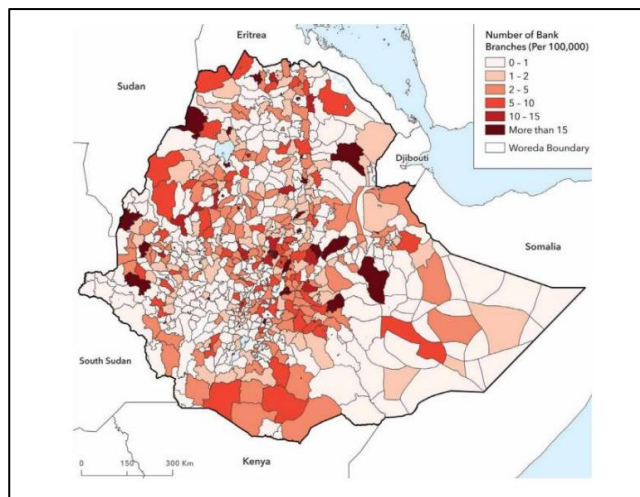 Eritrea
Number of Bank
Branches (Per 100,000)
0 - 1
1 - 2
2 - 5
5 - 10
10 - 15
More than 15
Woreda Boundary
Sudan
Djibouti
Somalia
South Sudan
Kenya
0 150 300 Km